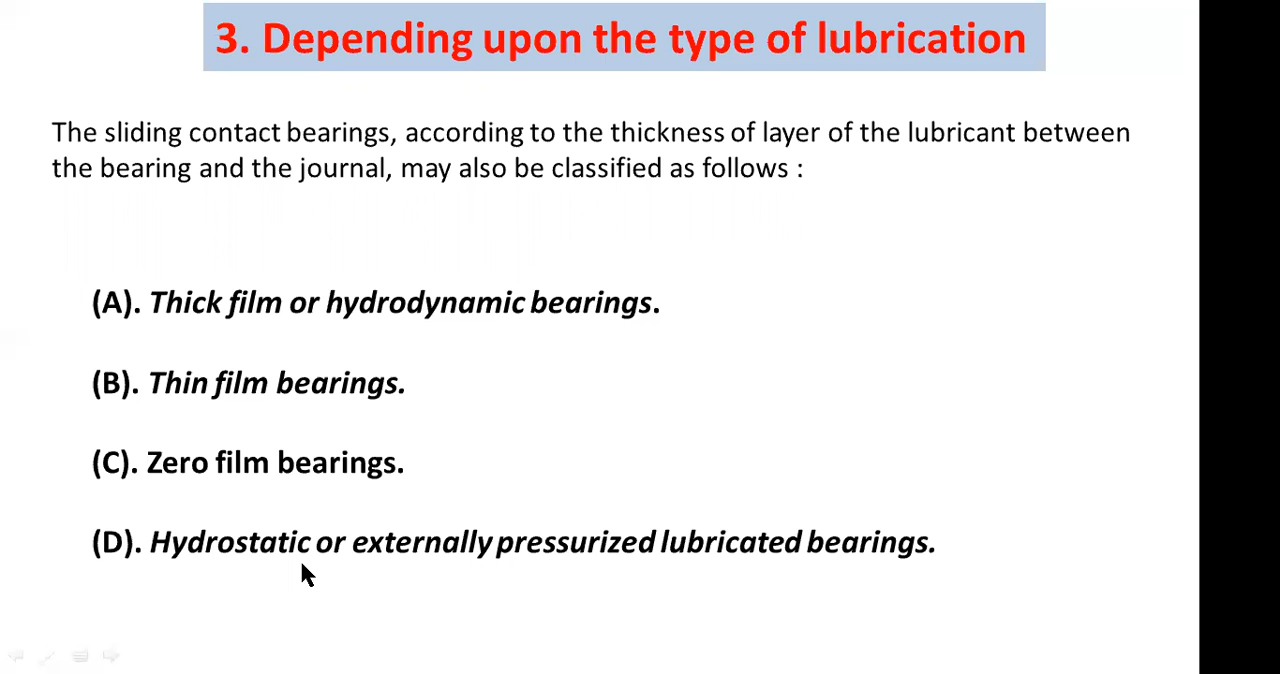 3. Depending upon the type of lubrication
The sliding contact bearings, according to the thickness of layer of the lubricant between
the bearing and the journal, may also be classified as follows :
(A). Thick film or hydrodynamic bearings.
(B). Thin film bearings.
(C). Zero film bearings.
(D). Hydrostatic or externally pressurized lubricated bearings.